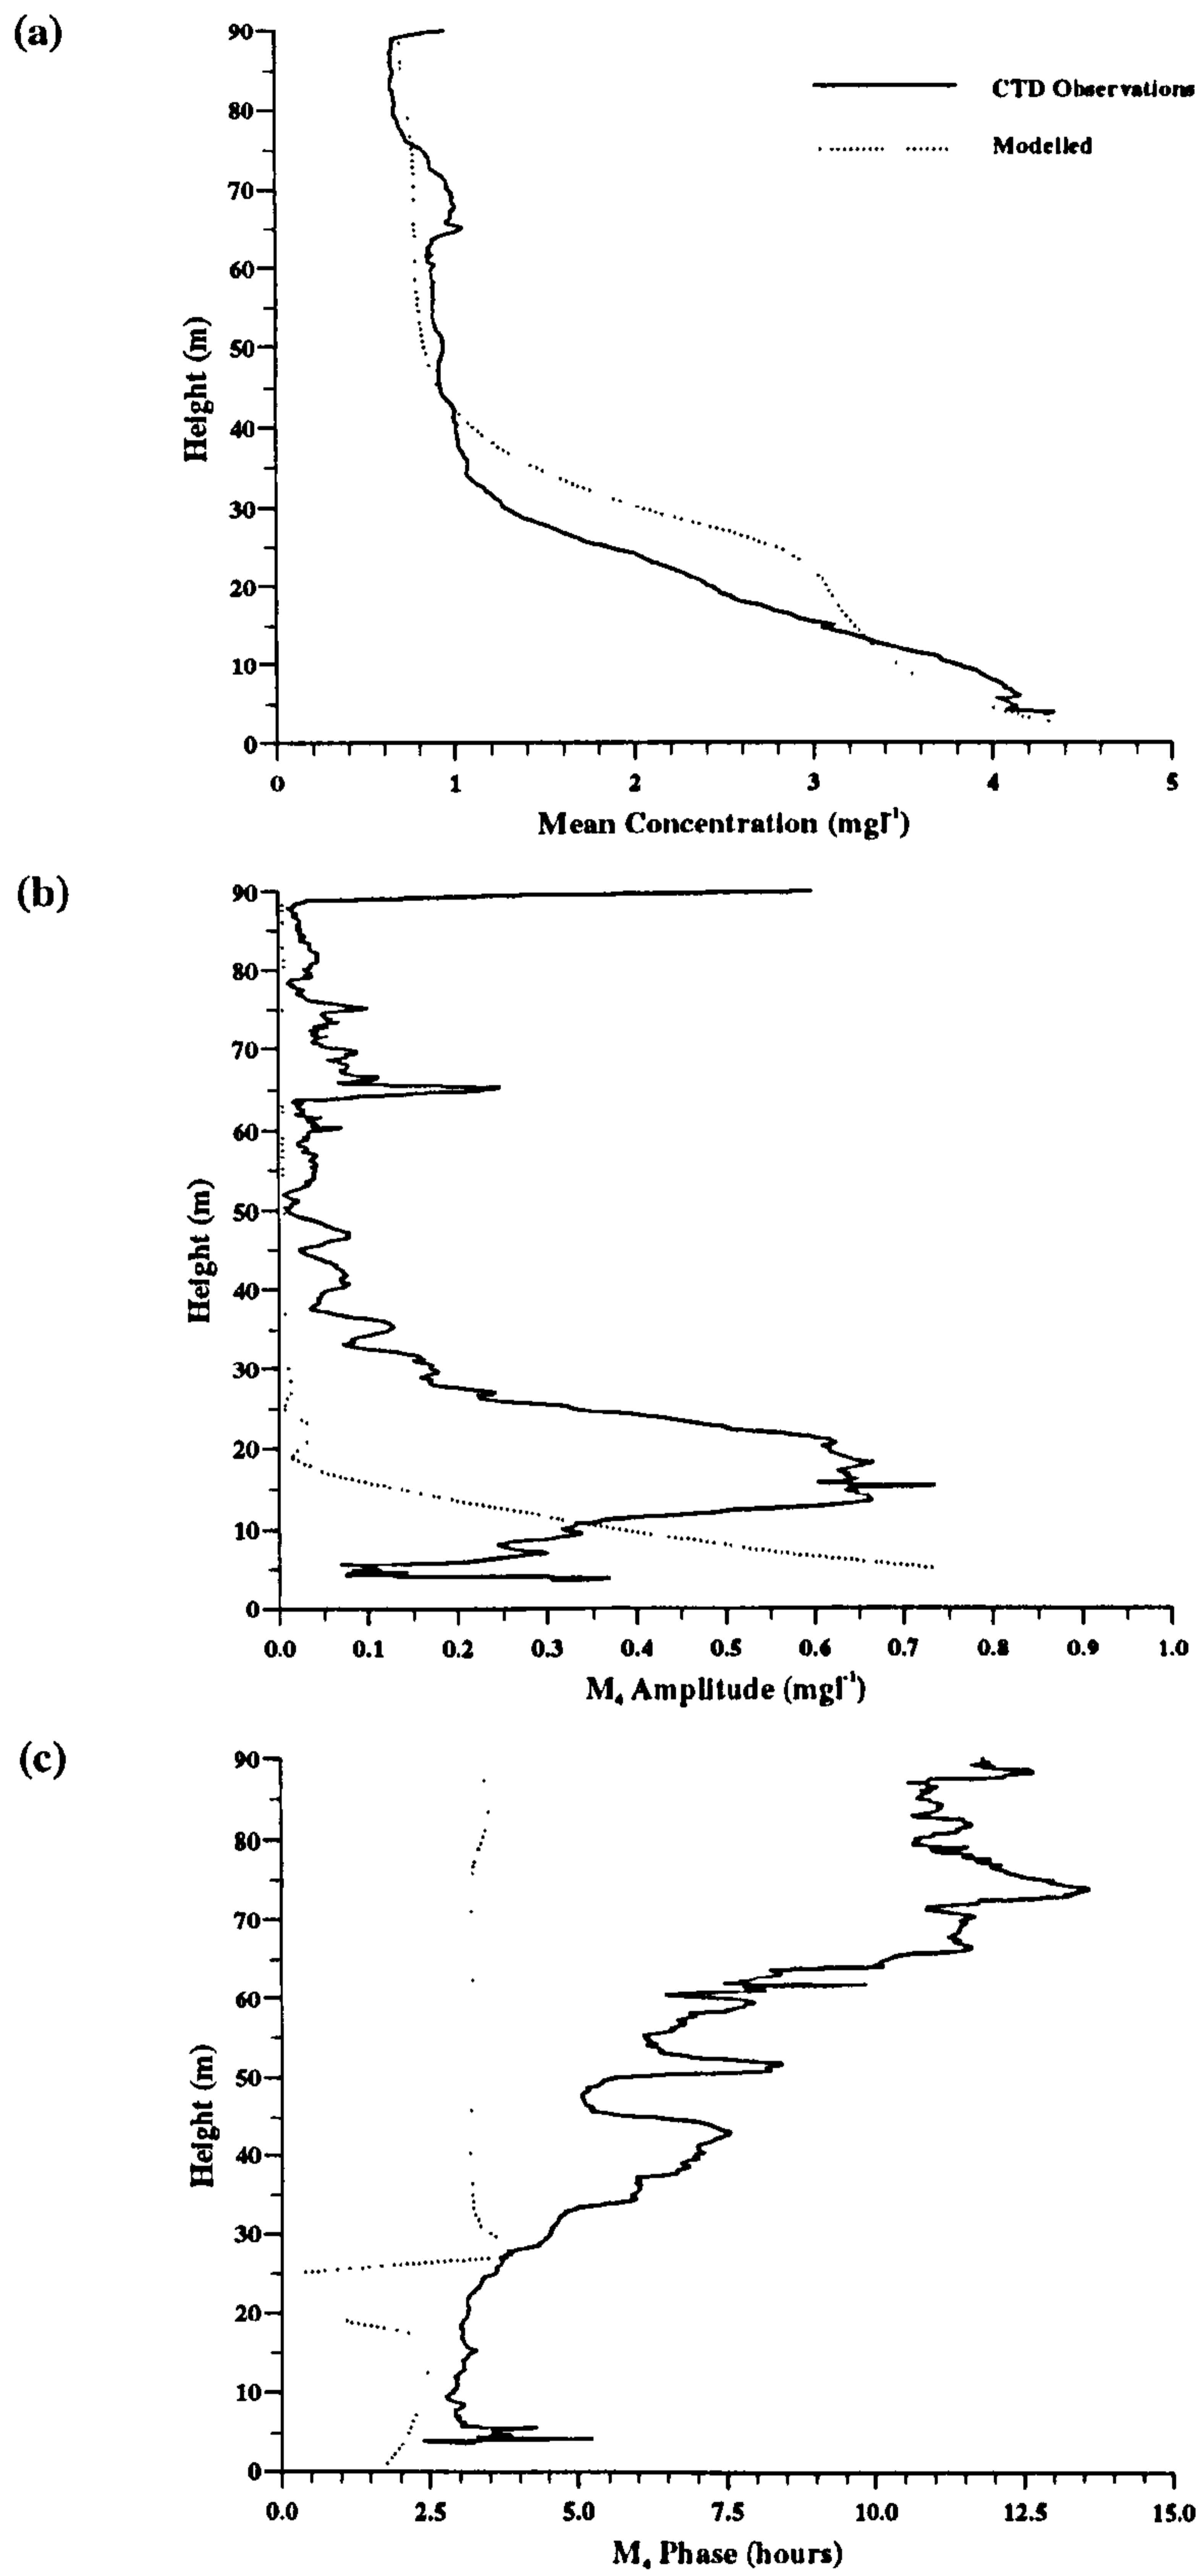 (a)
90
80
70
60
50
40
30
20
10
0
Height (m)
CTD Observations
Modelled
0 1 2 3 4 5
Mean Concentration (mgl⁻¹)
(b)
90
80
70
60
50
40
30
20
10
0
Height (m)
0.0 0.1 0.2 0.3 0.4 0.5 0.6 0.7 0.8 0.9 1.0
M₄ Amplitude (mgl⁻¹)
(c)
90
80
70
60
50
40
30
20
10
0
Height (m)
0.0 2.5 5.0 7.5 10.0 12.5 15.0
M₄ Phase (hours)